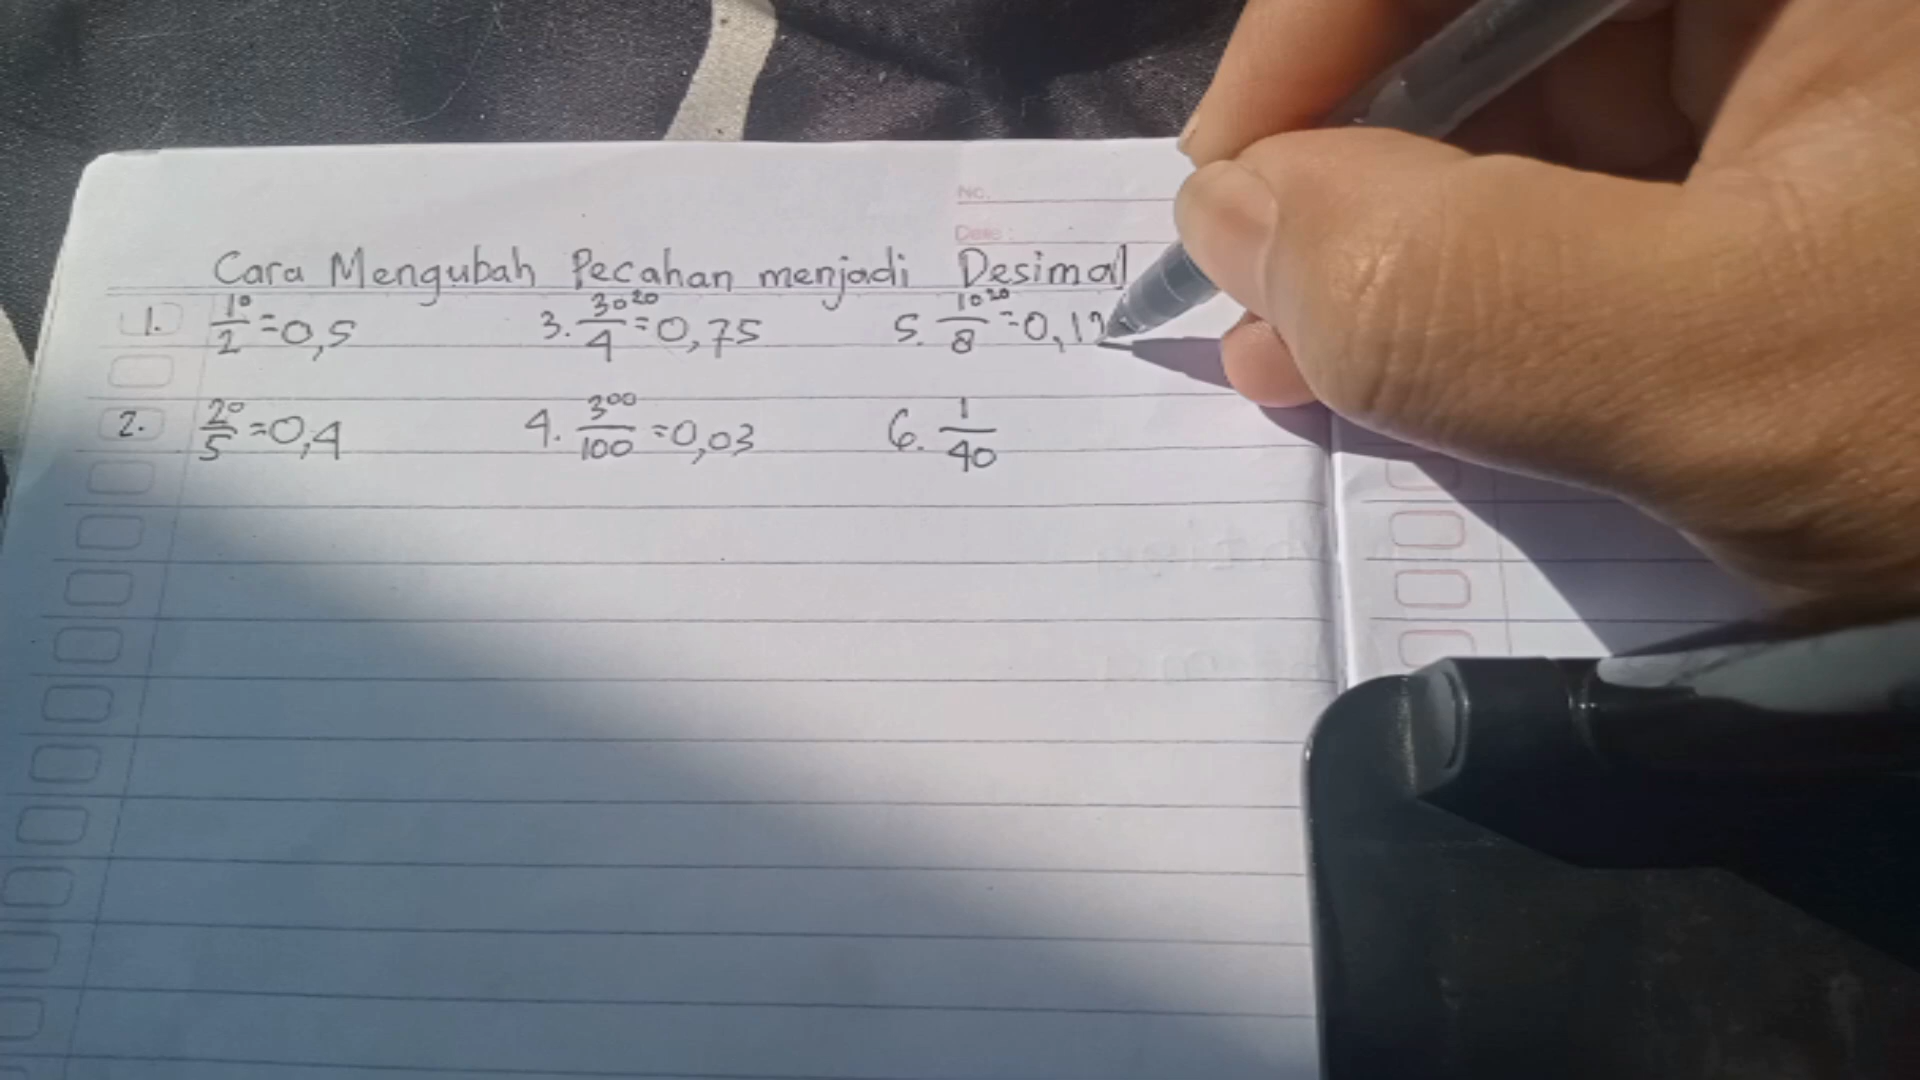 No.
Date:
Cara Mengubah Pecahan menjadi Desimal
1. 10/2 = 0,5
3. 30 20/4 = 0,75
5. 10 20/8 = 0,12
2. 20/5 = 0,4
4. 300/100 = 0,03
6. 1/40